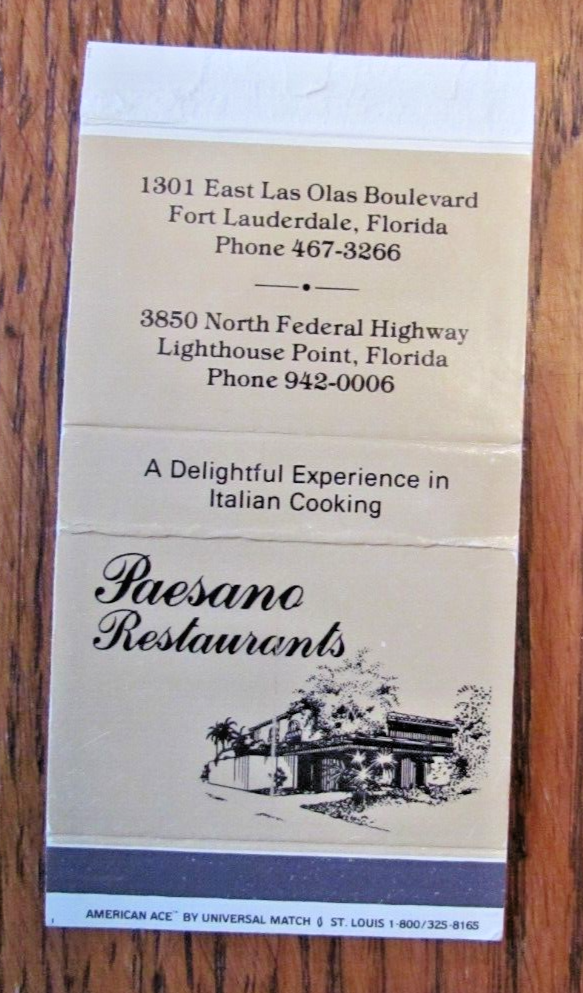 1301 East Las Olas Boulevard
Fort Lauderdale, Florida
Phone 467-3266
3850 North Federal Highway
Lighthouse Point, Florida
Phone 942-0006
A Delightful Experience in
Italian Cooking
Paesano
Restaurants
AMERICAN ACE™ BY UNIVERSAL MATCH ST. LOUIS 1-800/325-8165